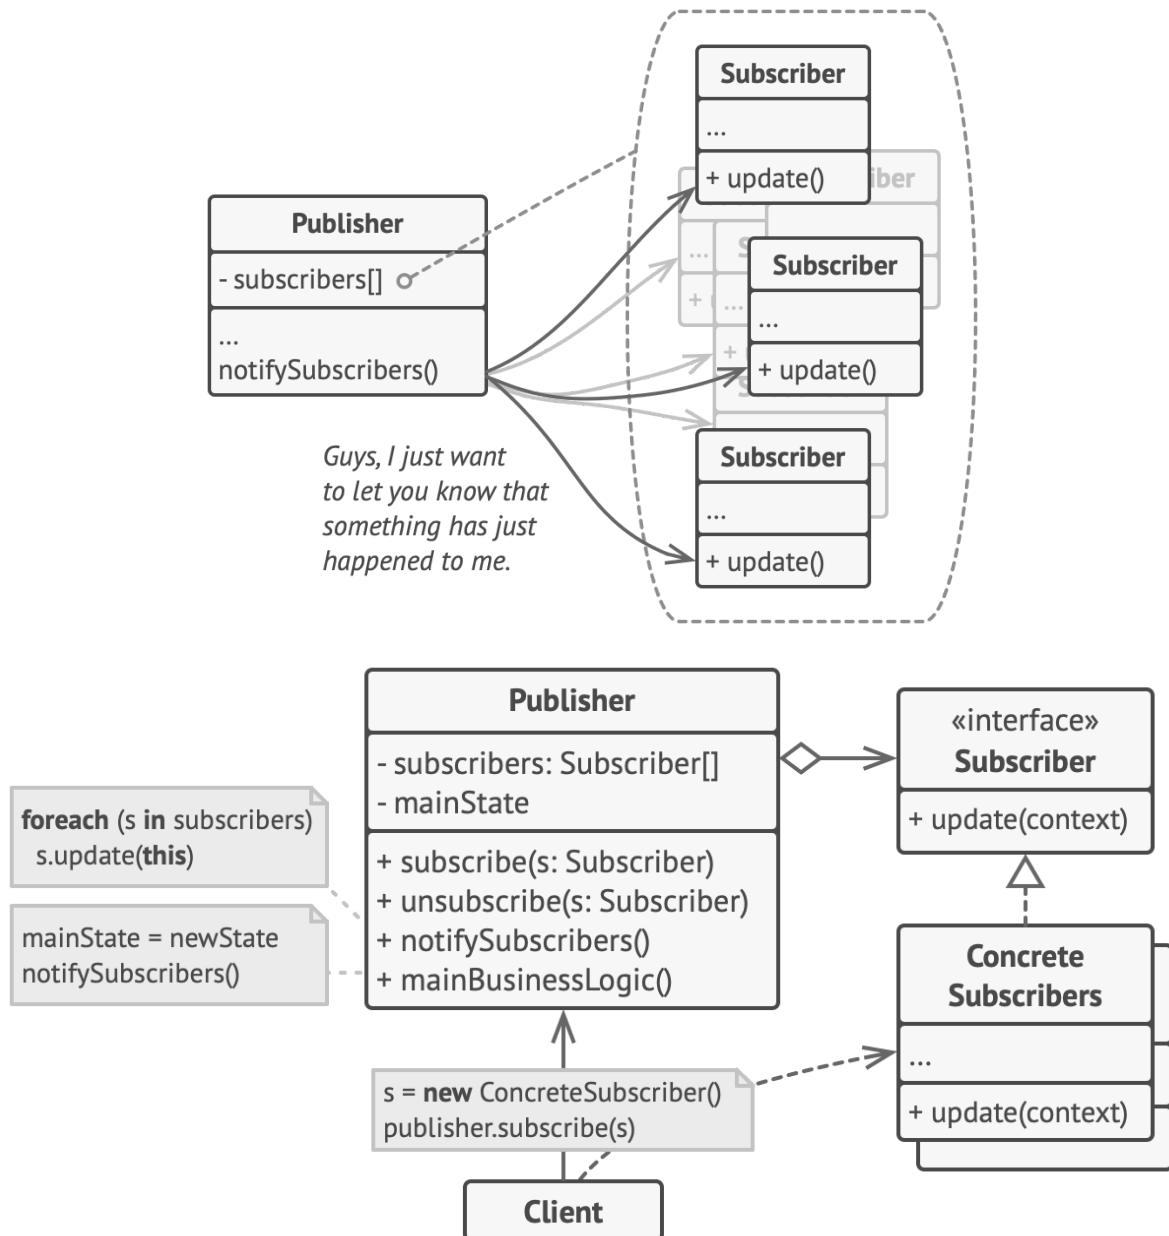 Subscriber
...
+ update()
iber
Publisher
- subscribers[]
...
notifySubscribers()
...
+
S
...
+
S
Subscriber
...
+ update()
Guys, I just want
to let you know that
something has just
happened to me.
Subscriber
...
+ update()
Publisher
- subscribers: Subscriber[]
- mainState
+ subscribe(s: Subscriber)
+ unsubscribe(s: Subscriber)
+ notifySubscribers()
+ mainBusinessLogic()
«interface»
Subscriber
+ update(context)
foreach (s in subscribers)
s.update(this)
mainState = newState
notifySubscribers()
Concrete
Subscribers
...
+ update(context)
s = new ConcreteSubscriber()
publisher.subscribe(s)
Client